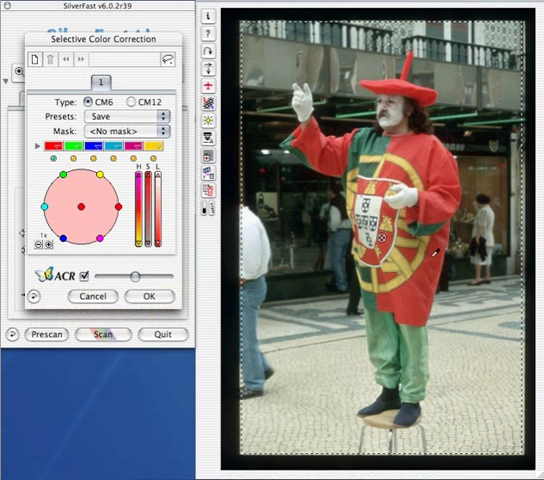 SilverFast v6.0.2r39
Selective Color Correction
1
Type: CM6 CM12
Presets: Save
Mask: <No mask>
H S L
1x
ACR
Cancel OK
Prescan Scan Quit